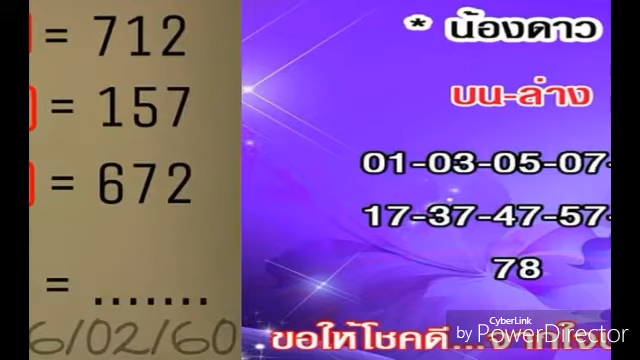 = 712
= 157
= 672
= .......
6/02/60
* น้องดาว
บน-ล่าง
01-03-05-07-
17-37-47-57-
78
ขอให้โชคดี...
CyberLink
by PowerDirector